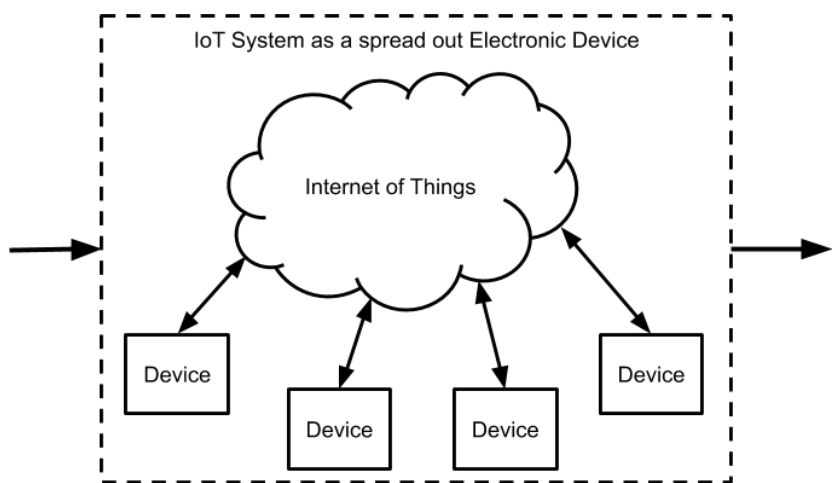 IoT System as a spread out Electronic Device
Internet of Things
Device
Device
Device
Device